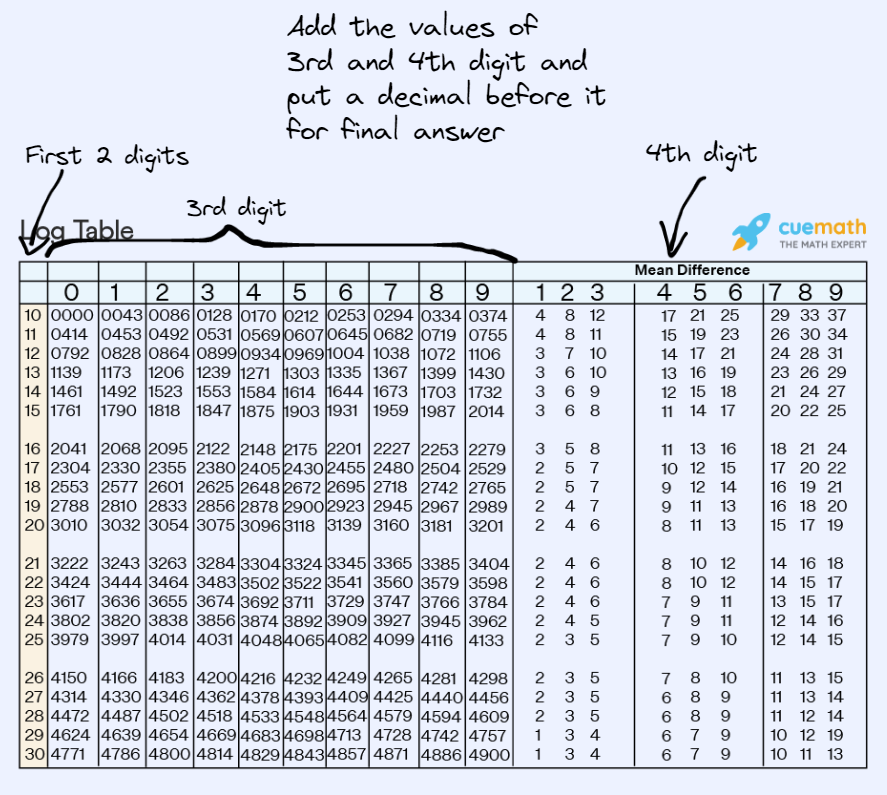 Add the values of
3rd and 4th digit and
put a decimal before it
for final answer
First 2 digits
4th digit
3rd digit
Log Table
cuemath
THE MATH EXPERT
Mean Difference
0 1 2 3 4 5 6 7 8 9 1 2 3 4 5 6 7 8 9
10 0000 0043 0086 0128 0170 0212 0253 0294 0334 0374 4 8 12 17 21 25 29 33 37
11 0414 0453 0492 0531 0569 0607 0645 0682 0719 0755 4 8 11 15 19 23 26 30 34
12 0792 0828 0864 0899 0934 0969 1004 1038 1072 1106 3 7 10 14 17 21 24 28 31
13 1139 1173 1206 1239 1271 1303 1335 1367 1399 1430 3 6 10 13 16 19 23 26 29
14 1461 1492 1523 1553 1584 1614 1644 1673 1703 1732 3 6 9 12 15 18 21 24 27
15 1761 1790 1818 1847 1875 1903 1931 1959 1987 2014 3 6 8 11 14 17 20 22 25
16 2041 2068 2095 2122 2148 2175 2201 2227 2253 2279 3 5 8 11 13 16 18 21 24
17 2304 2330 2355 2380 2405 2430 2455 2480 2504 2529 2 5 7 10 12 15 17 20 22
18 2553 2577 2601 2625 2648 2672 2695 2718 2742 2765 2 5 7 9 12 14 16 19 21
19 2788 2810 2833 2856 2878 2900 2923 2945 2967 2989 2 4 7 9 11 13 16 18 20
20 3010 3032 3054 3075 3096 3118 3139 3160 3181 3201 2 4 6 8 11 13 15 17 19
21 3222 3243 3263 3284 3304 3324 3345 3365 3385 3404 2 4 6 8 10 12 14 16 18
22 3424 3444 3464 3483 3502 3522 3541 3560 3579 3598 2 4 6 8 10 12 14 15 17
23 3617 3636 3655 3674 3692 3711 3729 3747 3766 3784 2 4 6 7 9 11 13 15 17
24 3802 3820 3838 3856 3874 3892 3909 3927 3945 3962 2 4 5 7 9 11 12 14 16
25 3979 3997 4014 4031 4048 4065 4082 4099 4116 4133 2 3 5 7 9 10 12 14 15
26 4150 4166 4183 4200 4216 4232 4249 4265 4281 4298 2 3 5 7 8 10 11 13 15
27 4314 4330 4346 4362 4378 4393 4409 4425 4440 4456 2 3 5 6 8 9 11 13 14
28 4472 4487 4502 4518 4533 4548 4564 4579 4594 4609 2 3 5 6 8 9 11 12 14
29 4624 4639 4654 4669 4683 4698 4713 4728 4742 4757 1 3 4 6 7 9 10 12 19
30 4771 4786 4800 4814 4829 4843 4857 4871 4886 4900 1 3 4 6 7 9 10 11 13